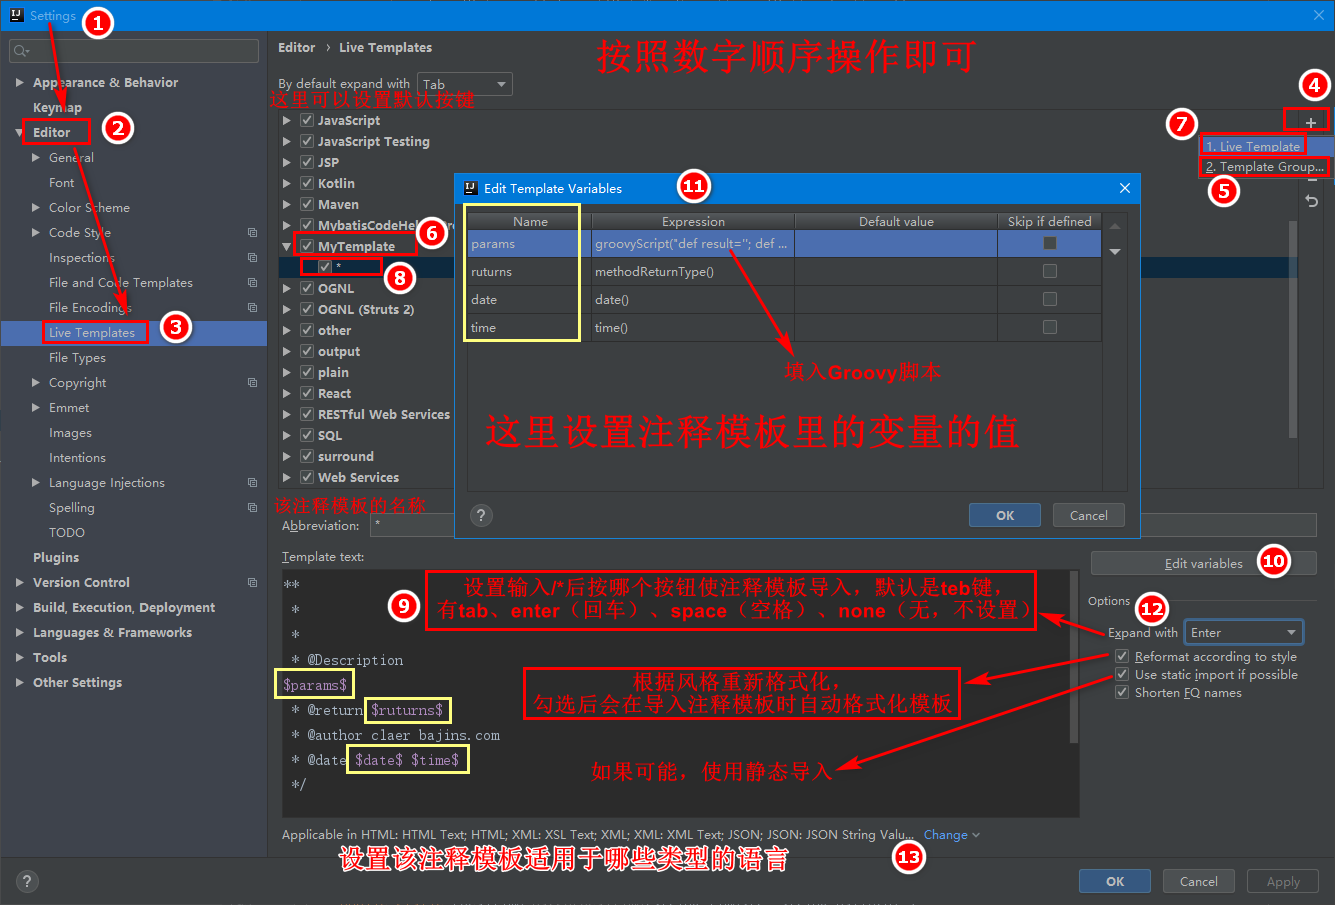 Settings
1
Appearance & Behavior
Keymap
Editor
2
General
Font
Color Scheme
Code Style
Inspections
File and Code Templates
File Encodings
Live Templates
3
File Types
Copyright
Emmet
Images
Intentions
Language Injections
Spelling
TODO
Plugins
Version Control
Build, Execution, Deployment
Languages & Frameworks
Tools
Other Settings
Editor › Live Templates
按照数字顺序操作即可
By default expand with Tab
这里可以设置默认按键
4
7
1. Live Template
2. Template Group...
5
JavaScript
JavaScript Testing
JSP
Kotlin
Maven
MybatisCodeHel
MyTemplate
6
*
8
OGNL
OGNL (Struts 2)
other
output
plain
React
RESTful Web Services
SQL
surround
Web Services
Edit Template Variables
11
Name Expression Default value Skip if defined
params groovyScript("def result=''; def ...
ruturns methodReturnType()
date date()
time time()
填入Groovy脚本
这里设置注释模板里的变量的值
? OK Cancel
该注释模板的名称
Abbreviation: *
Template text:
**
*
*
* @Description
$params$
* @return $ruturns$
* @author claer bajins.com
* @date $date$ $time$
*/
9
设置输入/*后按哪个按钮使注释模板导入，默认是teb键，
有tab、enter（回车）、space（空格）、none（无，不设置）
根据风格重新格式化，
勾选后会在导入注释模板时自动格式化模板
如果可能，使用静态导入
Edit variables
10
Options
12
Expand with Enter
Reformat according to style
Use static import if possible
Shorten FQ names
Applicable in HTML: HTML Text; HTML; XML: XSL Text; XML; XML: XML Text; JSON; JSON: JSON String Valu... Change
设置该注释模板适用于哪些类型的语言
13
? OK Cancel Apply